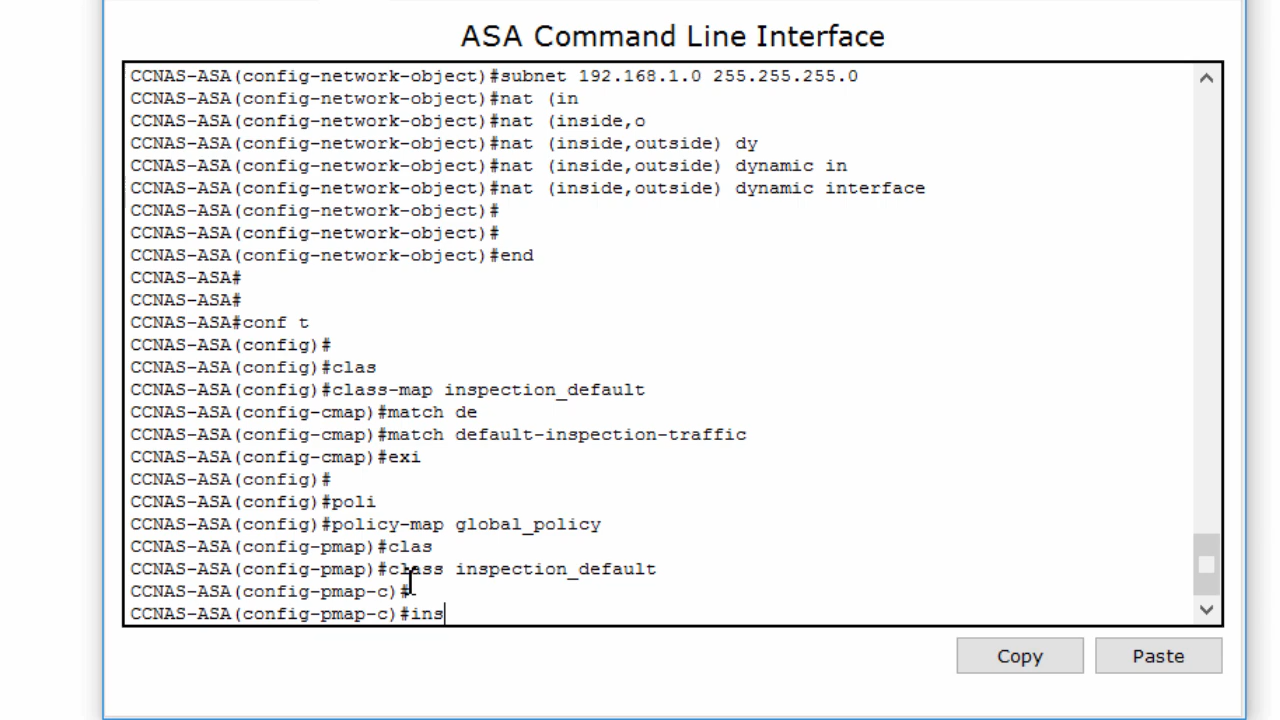 ASA Command Line Interface
CCNAS-ASA(config-network-object)#subnet 192.168.1.0 255.255.255.0
CCNAS-ASA(config-network-object)#nat (in
CCNAS-ASA(config-network-object)#nat (inside,o
CCNAS-ASA(config-network-object)#nat (inside,outside) dy
CCNAS-ASA(config-network-object)#nat (inside,outside) dynamic in
CCNAS-ASA(config-network-object)#nat (inside,outside) dynamic interface
CCNAS-ASA(config-network-object)#
CCNAS-ASA(config-network-object)#
CCNAS-ASA(config-network-object)#end
CCNAS-ASA#
CCNAS-ASA#
CCNAS-ASA#conf t
CCNAS-ASA(config)#
CCNAS-ASA(config)#clas
CCNAS-ASA(config)#class-map inspection_default
CCNAS-ASA(config-cmap)#match de
CCNAS-ASA(config-cmap)#match default-inspection-traffic
CCNAS-ASA(config-cmap)#exi
CCNAS-ASA(config)#
CCNAS-ASA(config)#poli
CCNAS-ASA(config)#policy-map global_policy
CCNAS-ASA(config-pmap)#clas
CCNAS-ASA(config-pmap)#class inspection_default
CCNAS-ASA(config-pmap-c)#
CCNAS-ASA(config-pmap-c)#ins
Copy Paste